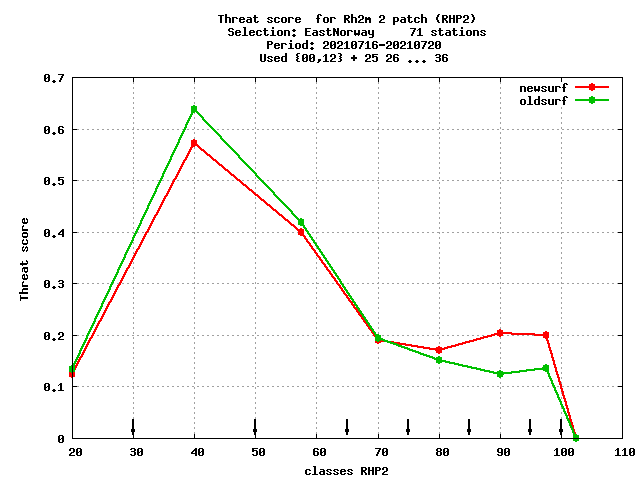 Threat score  for Rh2m 2 patch (RHP2)
Selection: EastNorway     71 stations
Period: 20210716-20210720
Used {00,12} + 25 26 ... 36
newsurf
oldsurf
0.7
0.6
0.5
0.4
0.3
0.2
0.1
0
Threat score
20 30 40 50 60 70 80 90 100 110
classes RHP2